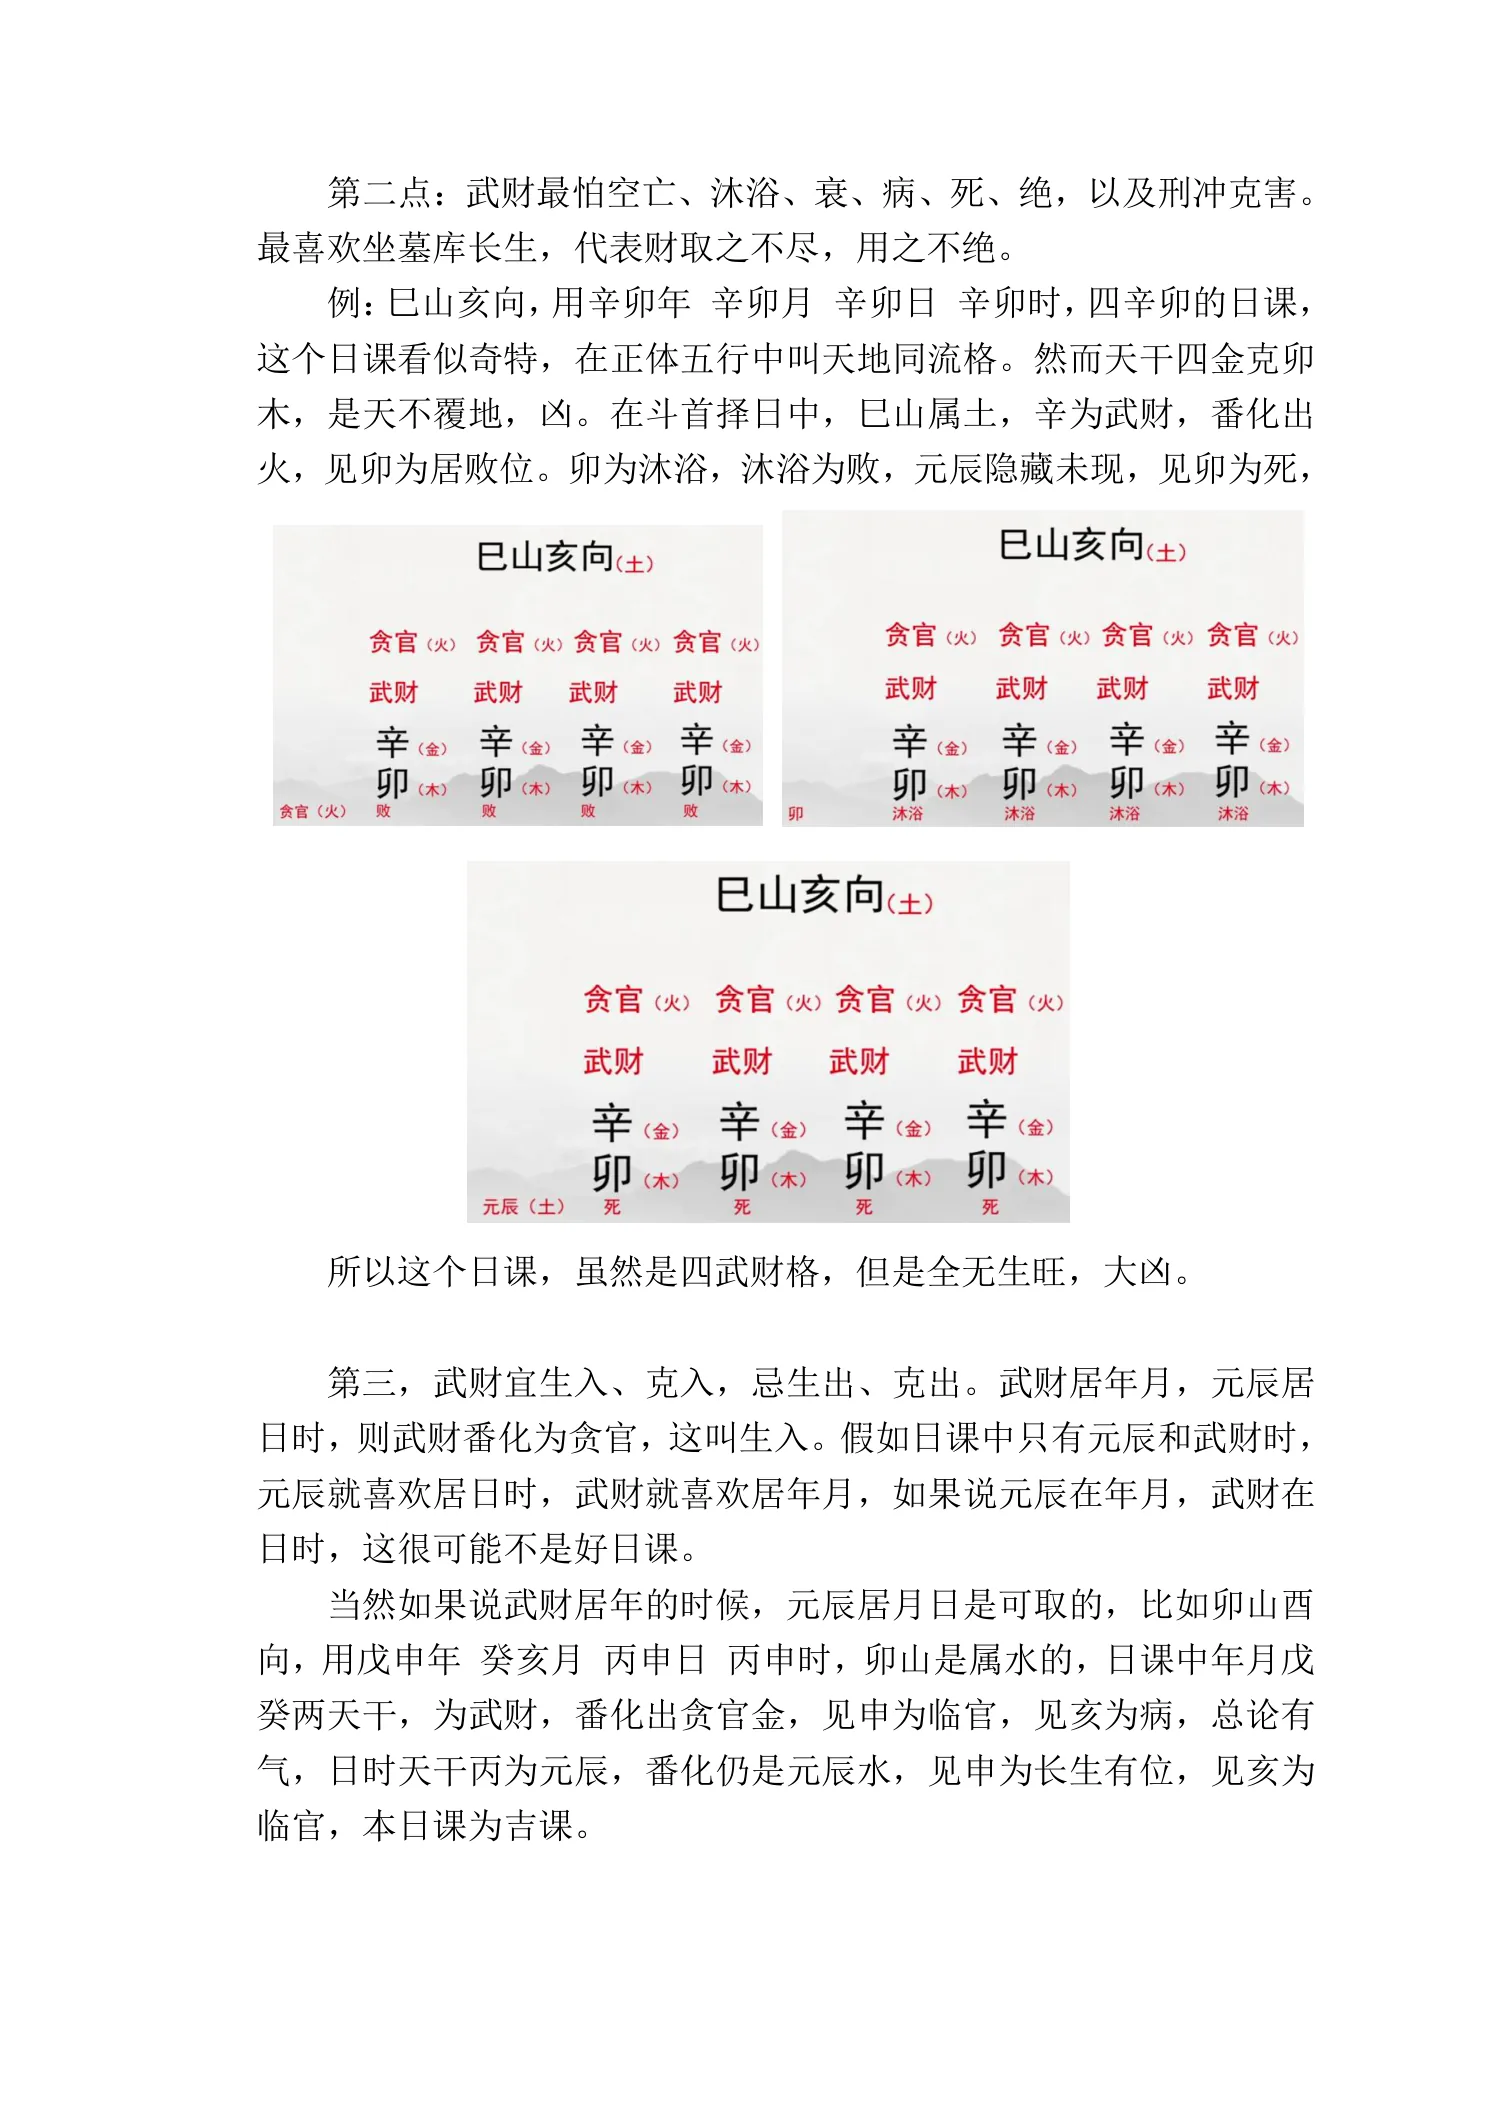 第二点：武财最怕空亡、沐浴、衰、病、死、绝，以及刑冲克害。
最喜欢坐墓库长生，代表财取之不尽，用之不绝。
例：巳山亥向，用辛卯年 辛卯月 辛卯日 辛卯时，四辛卯的日课，
这个日课看似奇特，在正体五行中叫天地同流格。然而天干四金克卯
木，是天不覆地，凶。在斗首择日中，巳山属土，辛为武财，番化出
火，见卯为居败位。卯为沐浴，沐浴为败，元辰隐藏未现，见卯为死，
巳山亥向（土）
贪官（火） 贪官（火） 贪官（火） 贪官（火）
武财 武财 武财 武财
辛（金） 辛（金） 辛（金） 辛（金）
卯（木） 卯（木） 卯（木） 卯（木）
贪官（火） 败 败 败 败
巳山亥向（土）
贪官（火） 贪官（火） 贪官（火） 贪官（火）
武财 武财 武财 武财
辛（金） 辛（金） 辛（金） 辛（金）
卯（木） 卯（木） 卯（木） 卯（木）
卯 沐浴 沐浴 沐浴 沐浴
巳山亥向（土）
贪官（火） 贪官（火） 贪官（火） 贪官（火）
武财 武财 武财 武财
辛（金） 辛（金） 辛（金） 辛（金）
卯（木） 卯（木） 卯（木） 卯（木）
元辰（土） 死 死 死 死
所以这个日课，虽然是四武财格，但是全无生旺，大凶。
第三，武财宜生入、克入，忌生出、克出。武财居年月，元辰居
日时，则武财番化为贪官，这叫生入。假如日课中只有元辰和武财时，
元辰就喜欢居日时，武财就喜欢居年月，如果说元辰在年月，武财在
日时，这很可能不是好日课。
当然如果说武财居年的时候，元辰居月日是可取的，比如卯山酉
向，用戊申年 癸亥月 丙申日 丙申时，卯山是属水的，日课中年月戊
癸两天干，为武财，番化出贪官金，见申为临官，见亥为病，总论有
气，日时天干丙为元辰，番化仍是元辰水，见申为长生有位，见亥为
临官，本日课为吉课。